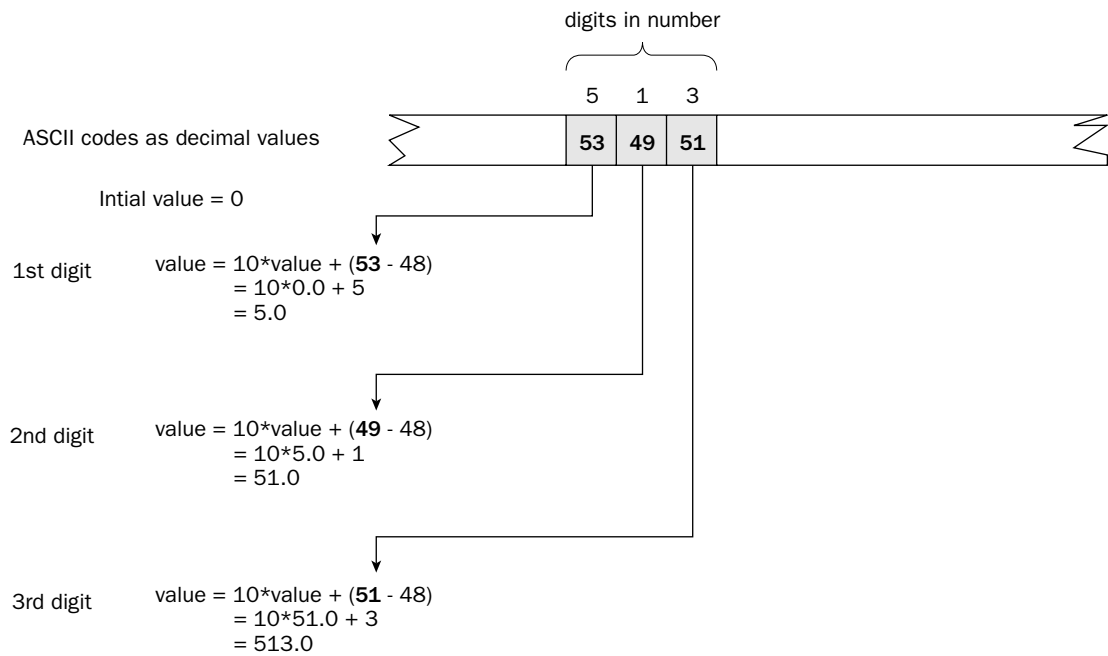 digits in number
5 1 3
ASCII codes as decimal values
53 49 51
Intial value = 0
1st digit
value = 10*value + (53 - 48)
= 10*0.0 + 5
= 5.0
2nd digit
value = 10*value + (49 - 48)
= 10*5.0 + 1
= 51.0
3rd digit
value = 10*value + (51 - 48)
= 10*51.0 + 3
= 513.0